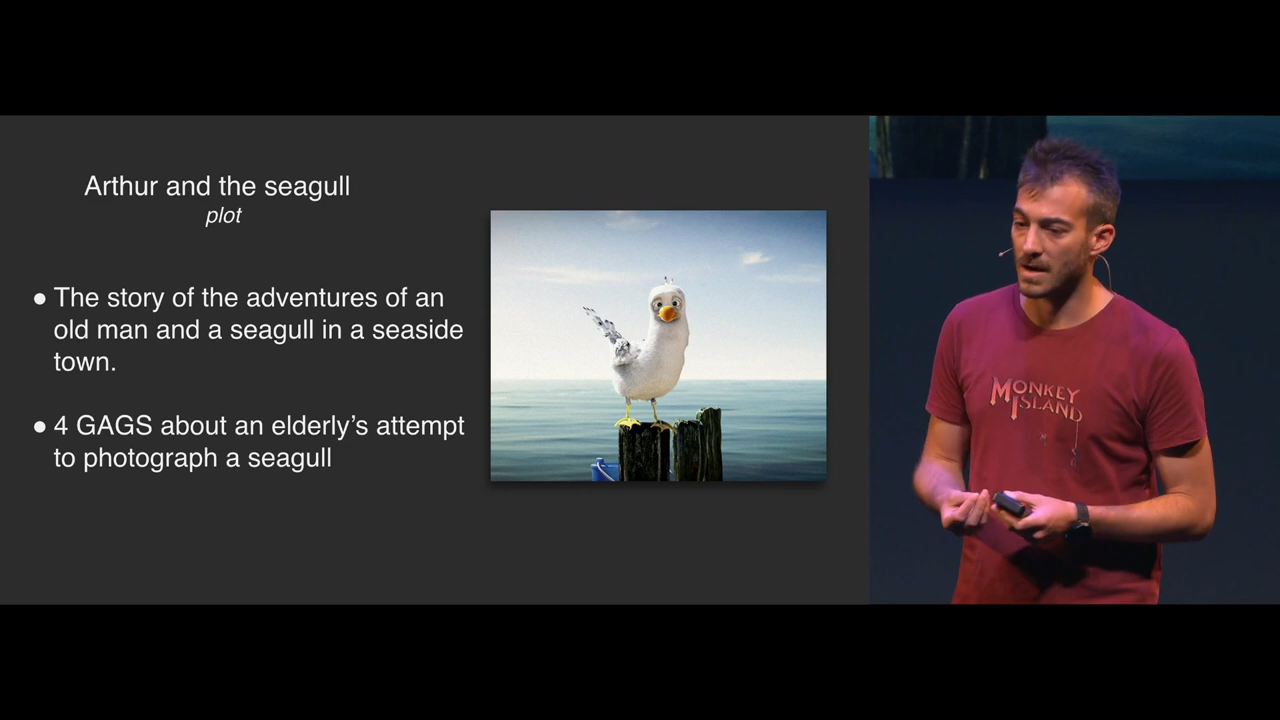 Arthur and the seagull
plot
● The story of the adventures of an
old man and a seagull in a seaside
town.
● 4 GAGS about an elderly’s attempt
to photograph a seagull
MONKEY
ISLAND